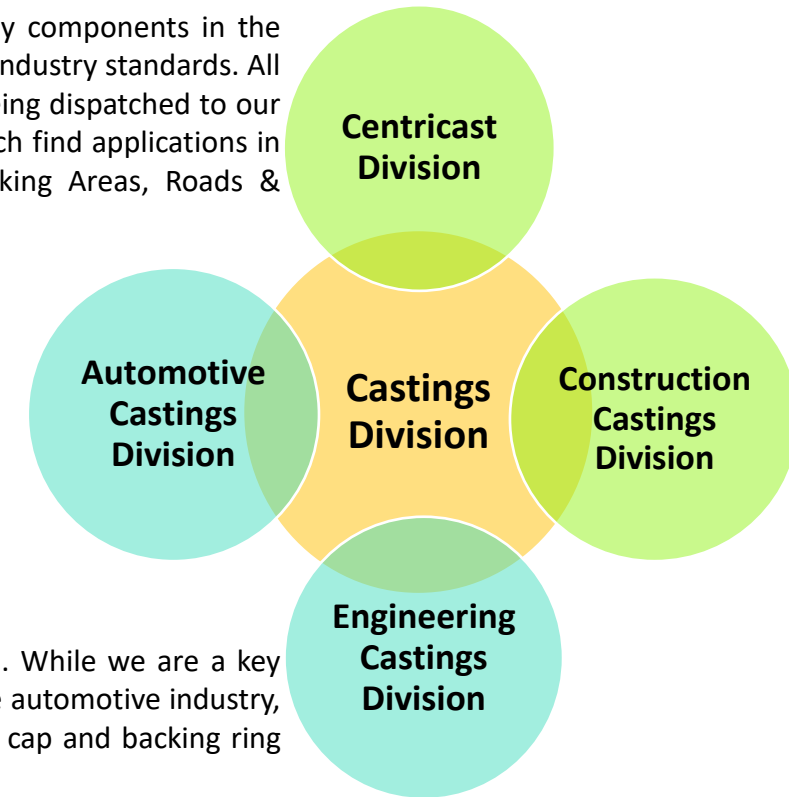 y components in the
ndustry standards. All
ing dispatched to our
ch find applications in
king Areas, Roads &
Centricast
Division
Automotive
Castings
Division
Castings
Division
Construction
Castings
Division
Engineering
Castings
Division
. While we are a key
automotive industry,
cap and backing ring